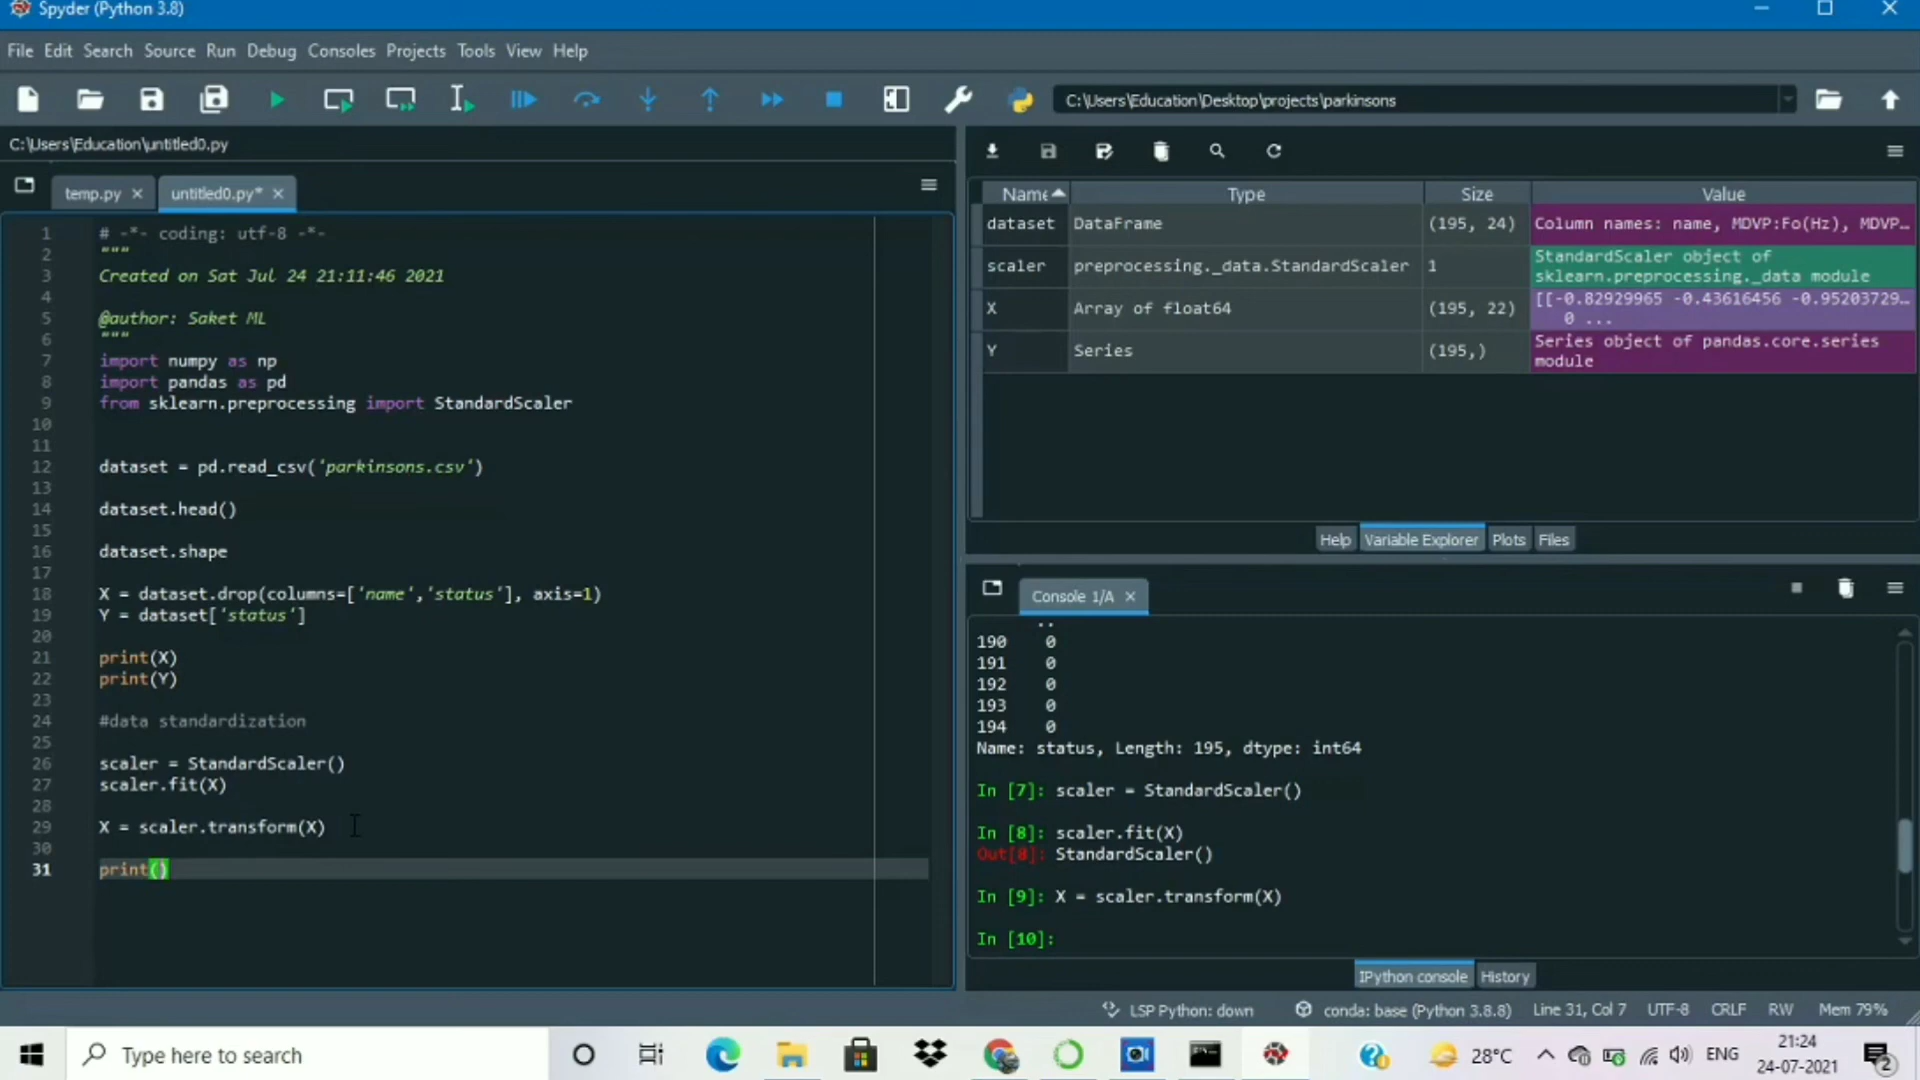 Spyder (Python 3.8)
File Edit Search Source Run Debug Consoles Projects Tools View Help
C:\Users\Education\Desktop\projects\parkinsons
C:\Users\Education\untitled0.py
temp.py
untitled0.py*
1 # -*- coding: utf-8 -*-
2 """
3 Created on Sat Jul 24 21:11:46 2021
4
5 @author: Saket ML
6 """
7 import numpy as np
8 import pandas as pd
9 from sklearn.preprocessing import StandardScaler
10
11
12 dataset = pd.read_csv('parkinsons.csv')
13
14 dataset.head()
15
16 dataset.shape
17
18 X = dataset.drop(columns=['name','status'], axis=1)
19 Y = dataset['status']
20
21 print(X)
22 print(Y)
23
24 #data standardization
25
26 scaler = StandardScaler()
27 scaler.fit(X)
28
29 X = scaler.transform(X)
30
31 print()
Name Type Size Value
dataset DataFrame (195, 24) Column names: name, MDVP:Fo(Hz), MDVP…
scaler preprocessing._data.StandardScaler 1 StandardScaler object of
sklearn.preprocessing._data module
X Array of float64 (195, 22) [[-0.82929965 -0.43616456 -0.95203729…
0 ...
Y Series (195,) Series object of pandas.core.series
module
Help Variable Explorer Plots Files
Console 1/A
..
190 0
191 0
192 0
193 0
194 0
Name: status, Length: 195, dtype: int64
In [7]: scaler = StandardScaler()
In [8]: scaler.fit(X)
Out[8]: StandardScaler()
In [9]: X = scaler.transform(X)
In [10]:
IPython console History
LSP Python: down conda: base (Python 3.8.8) Line 31, Col 7 UTF-8 CRLF RW Mem 79%
Type here to search
28°C
ENG
21:24
24-07-2021
2